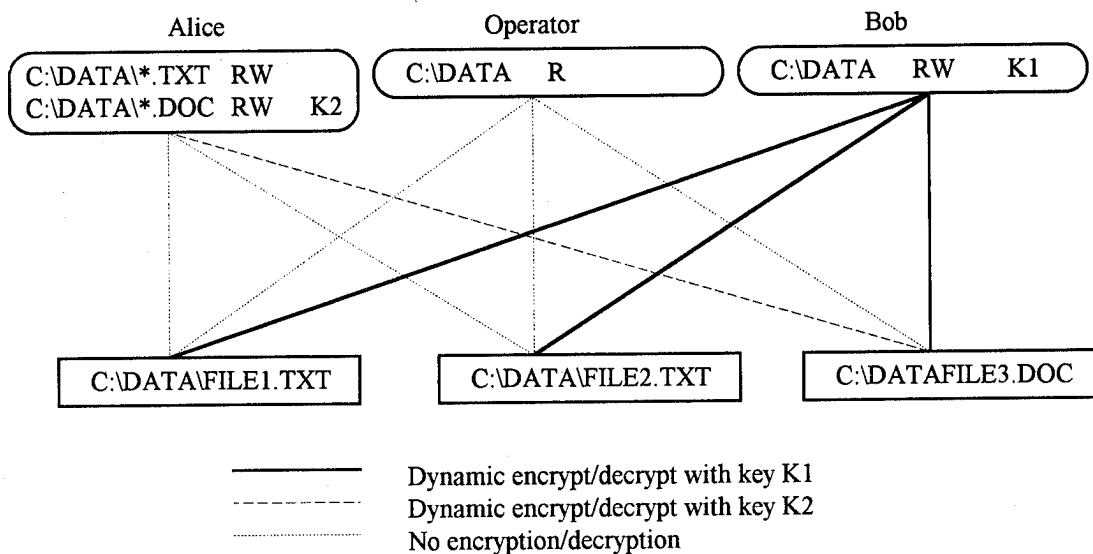 Alice
Operator
Bob
C:\DATA\*.TXT RW
C:\DATA\*.DOC RW K2
C:\DATA R
C:\DATA RW K1
C:\DATA\FILE1.TXT
C:\DATA\FILE2.TXT
C:\DATAFILE3.DOC
Dynamic encrypt/decrypt with key K1
Dynamic encrypt/decrypt with key K2
No encryption/decryption